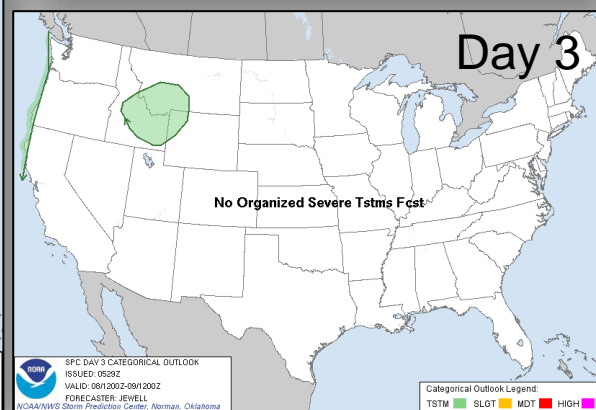 Day 3
No Organized Severe Tstms Fcst
NOAA
SPC DAY 3 CATEGORICAL OUTLOOK
ISSUED: 0529Z
VALID: 08/1200Z-09/1200Z
FORECASTER: JEWELL
NOAA/NWS Storm Prediction Center, Norman, Oklahoma
Categorical Outlook Legend:
TSTM SLGT MDT HIGH